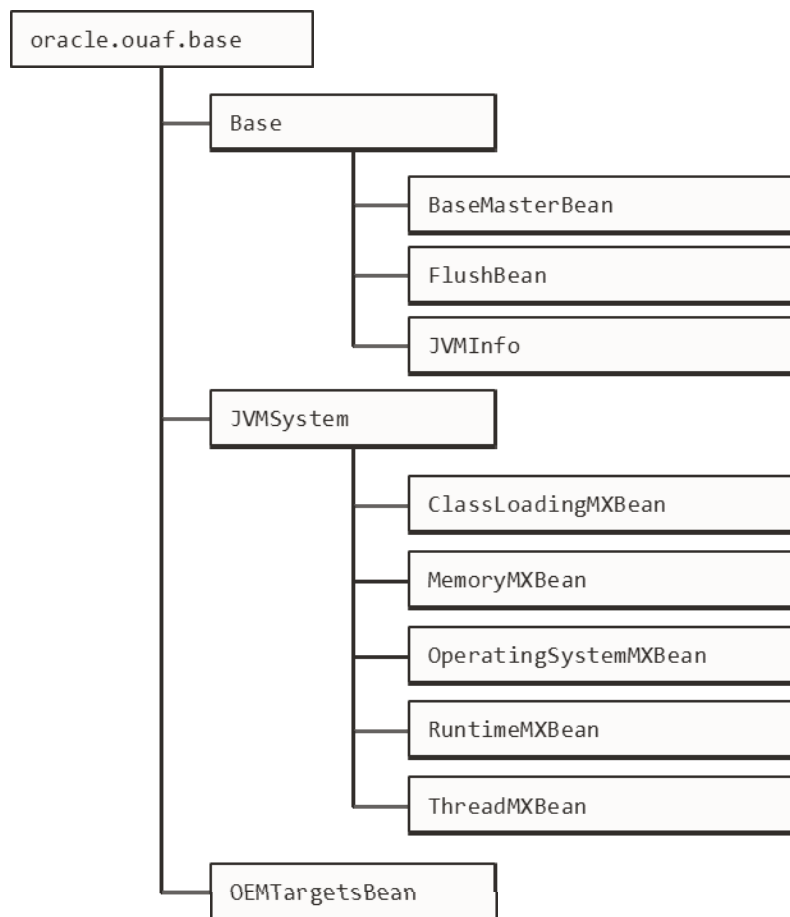 oracle.ouaf.base
Base
BaseMasterBean
FlushBean
JVMInfo
JVMSystem
ClassLoadingMXBean
MemoryMXBean
OperatingSystemMXBean
RuntimeMXBean
ThreadMXBean
OEMTargetsBean